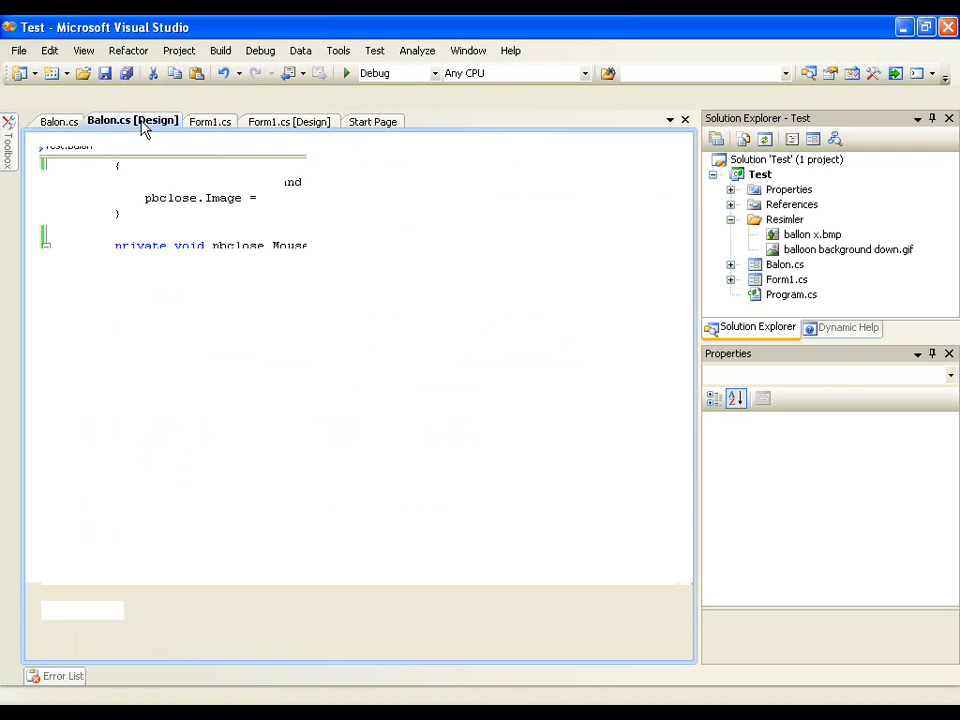 Test - Microsoft Visual Studio
File Edit View Refactor Project Build Debug Data Tools Test Analyze Window Help
Debug Any CPU
Balon.cs Balon.cs [Design] Form1.cs Form1.cs [Design] Start Page
Toolbox
{
and
pbclose.Image =
}
private void pbclose Mouse
Error List
Solution Explorer - Test
Solution 'Test' (1 project)
Test
Properties
References
Resimler
ballon x.bmp
balloon background down.gif
Balon.cs
Form1.cs
Program.cs
Solution Explorer Dynamic Help
Properties